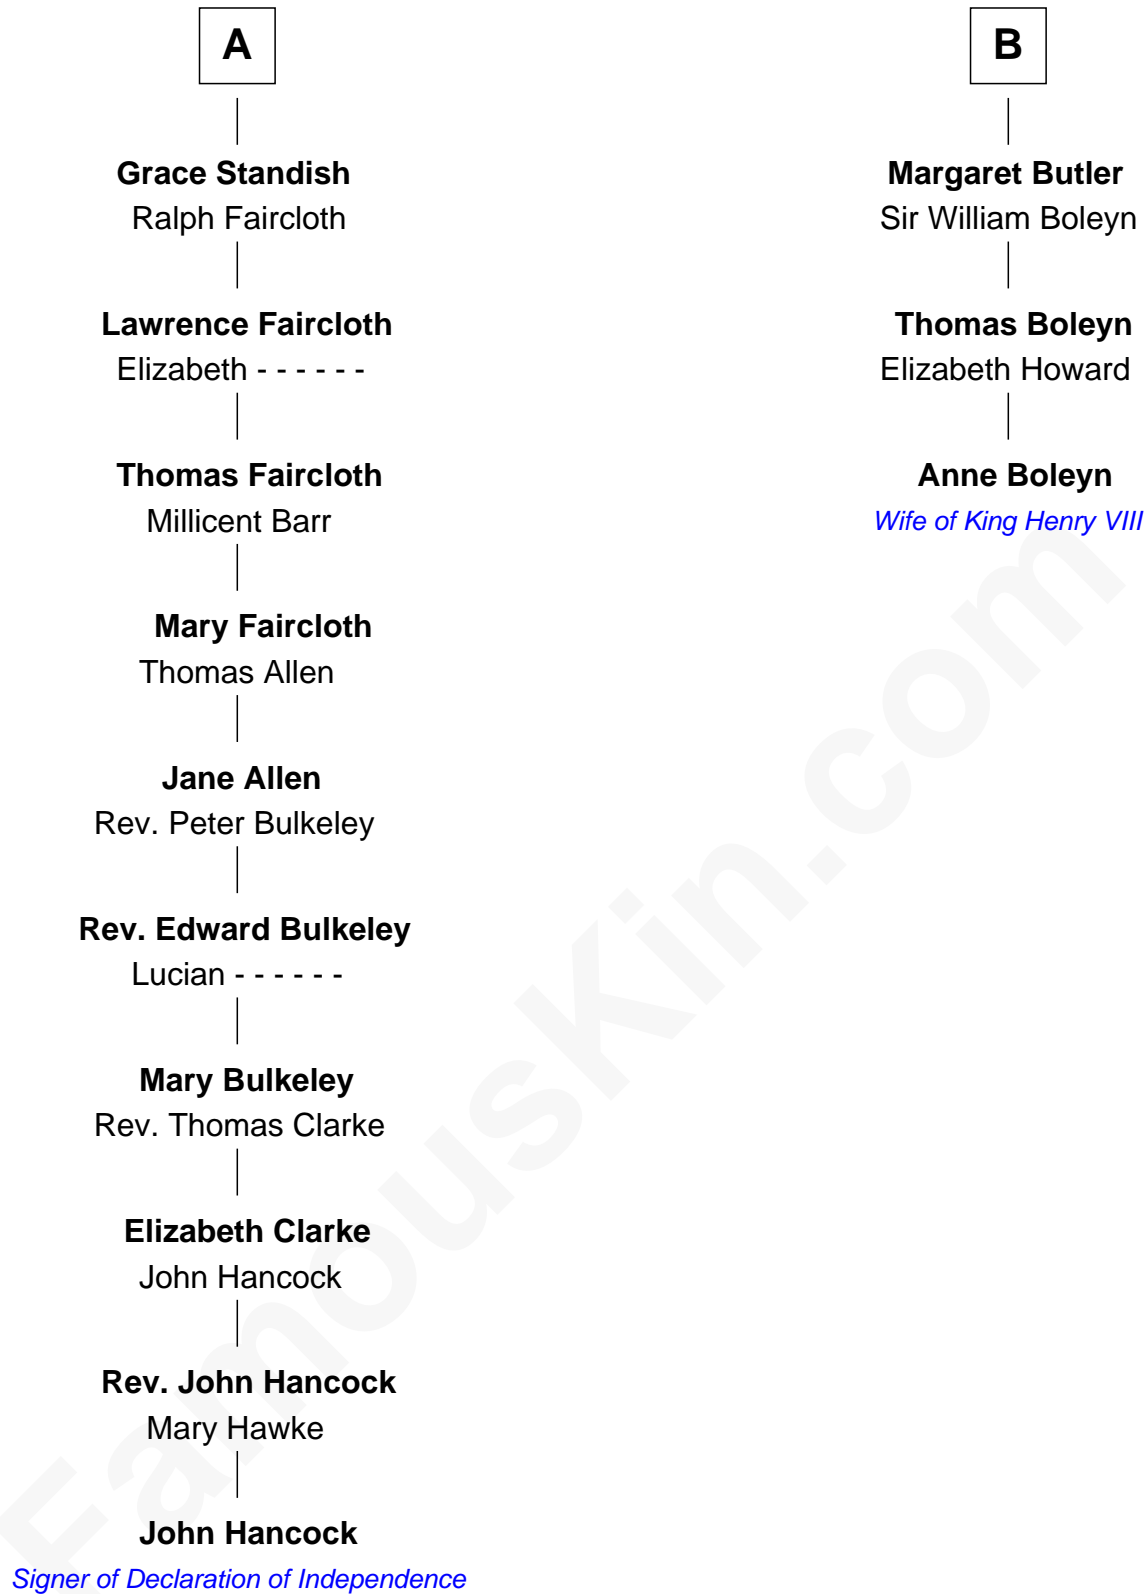 A
Grace Standish
Ralph Faircloth
Lawrence Faircloth
Elizabeth - - - - - -
Thomas Faircloth
Millicent Barr
Mary Faircloth
Thomas Allen
Jane Allen
Rev. Peter Bulkeley
Rev. Edward Bulkeley
Lucian - - - - - -
Mary Bulkeley
Rev. Thomas Clarke
Elizabeth Clarke
John Hancock
Rev. John Hancock
Mary Hawke
John Hancock
Signer of Declaration of Independence
B
Margaret Butler
Sir William Boleyn
Thomas Boleyn
Elizabeth Howard
Anne Boleyn
Wife of King Henry VIII
FamousKin.com